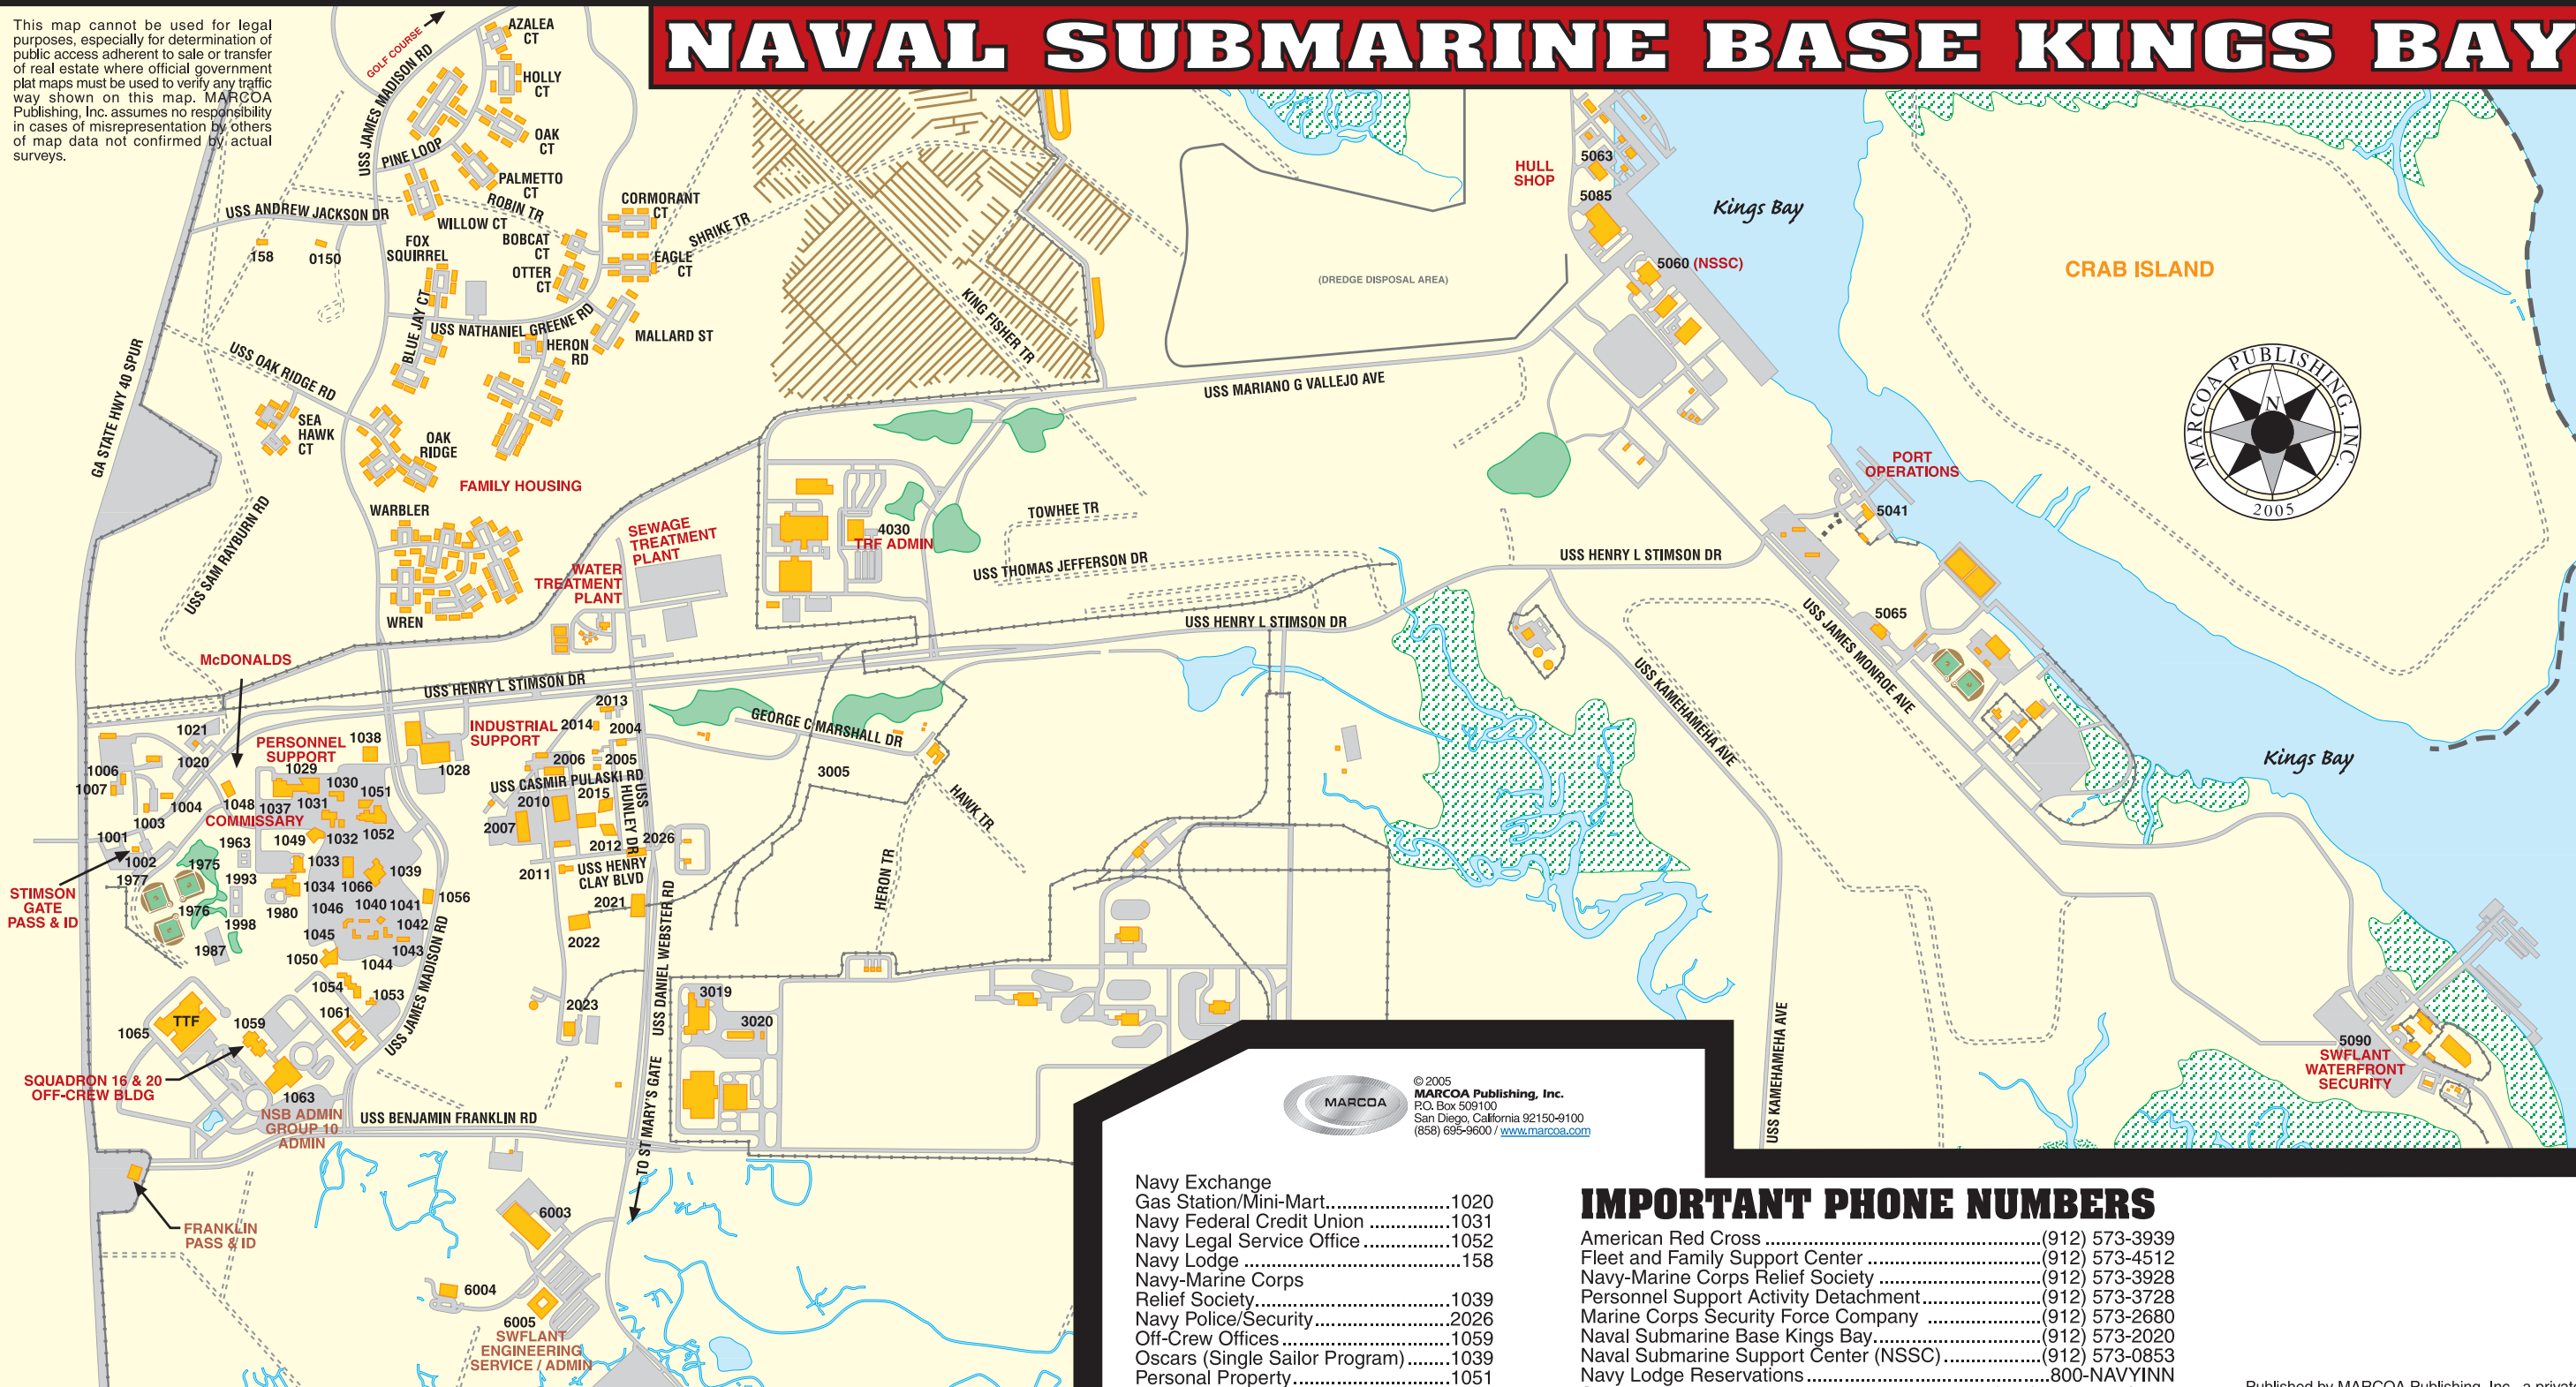 This map cannot be used for legal
purposes, especially for determination of
public access adherent to sale or transfer
of real estate where official government
plat maps must be used to verify any traffic
way shown on this map. MARCOA
Publishing, Inc. assumes no responsibility
in cases of misrepresentation by others
of map data not confirmed by actual
surveys.
NAVAL SUBMARINE BASE KINGS BAY
GOLF COURSE
USS JAMES MADISON RD
AZALEA
CT
HOLLY
CT
OAK
CT
PINE LOOP
PALMETTO
CT
ROBIN TR
WILLOW CT
USS ANDREW JACKSON DR
158
0150
FOX
SQUIRREL
BOBCAT
CT
OTTER
CT
CORMORANT
CT
EAGLE
CT
SHRIKE TR
BLUE JAY CT
USS NATHANIEL GREENE RD
HERON
RD
MALLARD ST
USS OAK RIDGE RD
SEA
HAWK
CT
OAK
RIDGE
FAMILY HOUSING
GA STATE HWY 40 SPUR
USS SAM RAYBURN RD
WARBLER
WREN
KING FISHER TR
(DREDGE DISPOSAL AREA)
USS MARIANO G VALLEJO AVE
HULL
SHOP
5063
5085
5060 (NSSC)
Kings Bay
CRAB ISLAND
MARCOA PUBLISHING, INC.
N
2005
PORT
OPERATIONS
5041
5065
USS HENRY L STIMSON DR
USS JAMES MONROE AVE
USS KAMEHAMEHA AVE
Kings Bay
SEWAGE
TREATMENT
PLANT
WATER
TREATMENT
PLANT
4030
TRF ADMIN
TOWHEE TR
USS THOMAS JEFFERSON DR
USS HENRY L STIMSON DR
USS HENRY L STIMSON DR
GEORGE C MARSHALL DR
3005
HAWK TR
HERON TR
McDONALDS
1021
1020
PERSONNEL
SUPPORT
1038
1029
1030
1028
1051
1006
1007
1004
1003
1048
1037
1031
COMMISSARY
1049
1032
1052
1001
1002
1963
1975
1977
1993
1033
1034
1066
1039
1976
1998
1980
1046
1040
1041
1042
1056
1987
1045
1043
1044
1050
1054
1053
1061
STIMSON
GATE
PASS & ID
INDUSTRIAL
SUPPORT
2013
2014
2004
2006
2005
USS CASMIR PULASKI RD
2010
2015
USS HUNLEY DR
2007
2012
2026
2011
USS HENRY
CLAY BLVD
2021
2022
2023
USS DANIEL WEBSTER RD
3019
3020
USS JAMES MADISON RD
TTF
1065
1059
SQUADRON 16 & 20
OFF-CREW BLDG
1063
NSB ADMIN
GROUP 10
ADMIN
USS BENJAMIN FRANKLIN RD
TO ST MARY'S GATE
FRANKLIN
PASS & ID
6003
6004
6005
SWFLANT
ENGINEERING
SERVICE / ADMIN
USS KAMEHAMEHA AVE
5090
SWFLANT
WATERFRONT
SECURITY
MARCOA
© 2005
MARCOA Publishing, Inc.
P.O. Box 509100
San Diego, California 92150-9100
(858) 695-9600 / www.marcoa.com
Navy Exchange
Gas Station/Mini-Mart.......................1020
Navy Federal Credit Union ...............1031
Navy Legal Service Office ................1052
Navy Lodge ........................................158
Navy-Marine Corps
Relief Society....................................1039
Navy Police/Security.........................2026
Off-Crew Offices...............................1059
Oscars (Single Sailor Program)........1039
Personal Property.............................1051
IMPORTANT PHONE NUMBERS
American Red Cross ..................................................(912) 573-3939
Fleet and Family Support Center ...............................(912) 573-4512
Navy-Marine Corps Relief Society .............................(912) 573-3928
Personnel Support Activity Detachment.....................(912) 573-3728
Marine Corps Security Force Company ....................(912) 573-2680
Naval Submarine Base Kings Bay..............................(912) 573-2020
Naval Submarine Support Center (NSSC).................(912) 573-0853
Navy Lodge Reservations ...........................................800-NAVYINN